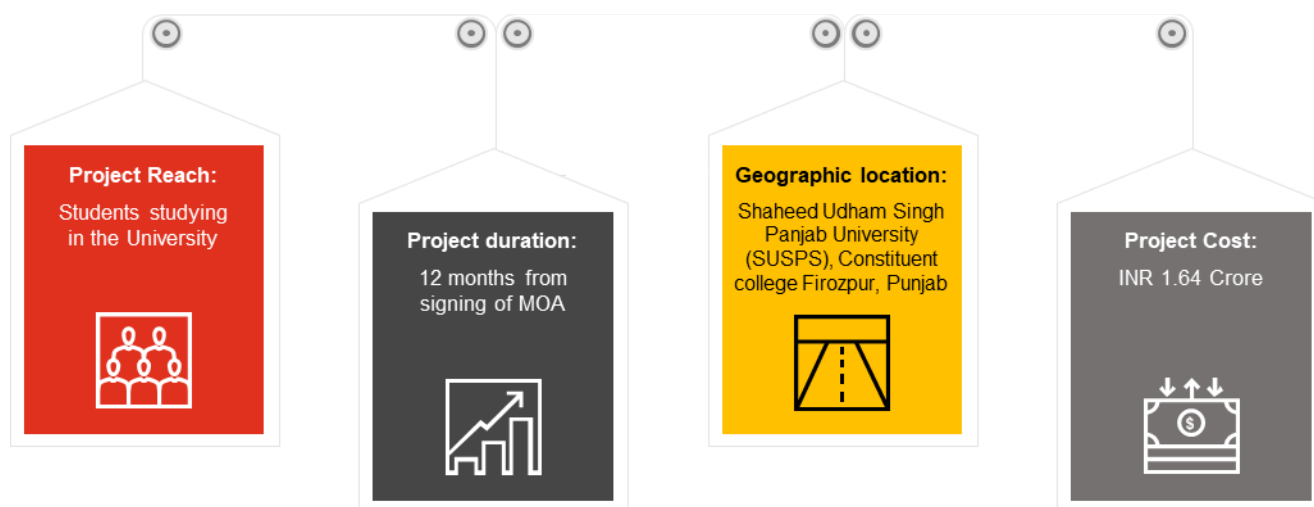 Project Reach:
Students studying
in the University
Project duration:
12 months from
signing of MOA
Geographic location:
Shaheed Udham Singh
Panjab University
(SUSPS), Constituent
college Firozpur, Punjab
Project Cost:
INR 1.64 Crore
$